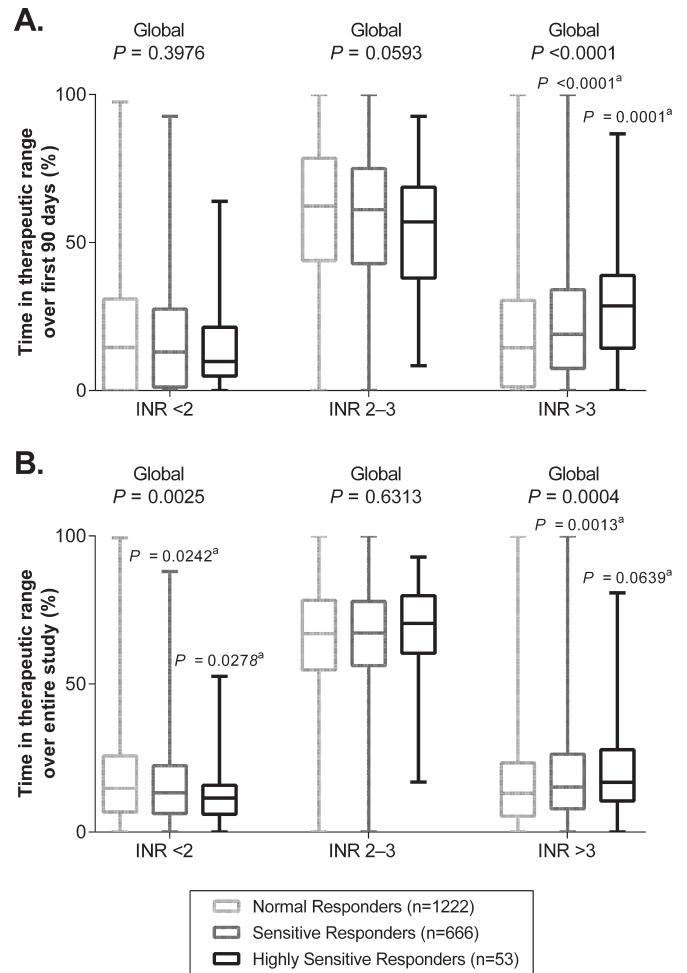 A.
Global
P = 0.3976
Global
P = 0.0593
Global
P <0.0001
P <0.0001a
P = 0.0001a
Time in therapeutic range
over first 90 days (%)
100
50
0
INR <2
INR 2–3
INR >3
B.
Global
P = 0.0025
Global
P = 0.6313
Global
P = 0.0004
P = 0.0242a
P = 0.0278a
P = 0.0013a
P = 0.0639a
Time in therapeutic range
over entire study (%)
100
50
0
INR <2
INR 2–3
INR >3
Normal Responders (n=1222)
Sensitive Responders (n=666)
Highly Sensitive Responders (n=53)